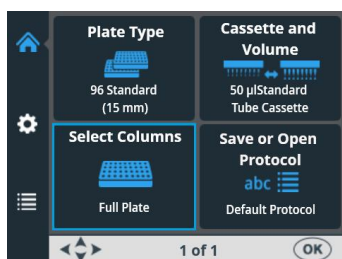 Plate Type
96 Standard
(15 mm)
Cassette and
Volume
50 µlStandard
Tube Cassette
Select Columns
Full Plate
Save or Open
Protocol
abc
Default Protocol
1 of 1
OK